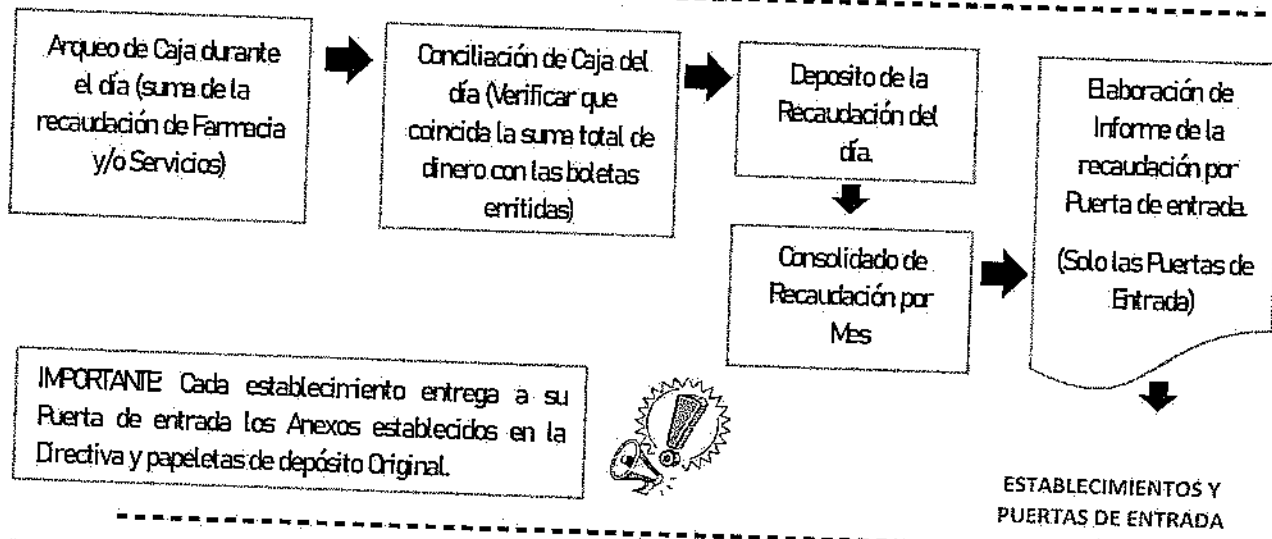 Arqueo de Caja durante
el día (suma de la
recaudación de Farmacia
y/o Servicios)
Conciliación de Caja del
día (Verificar que
coincida la suma total de
dinero con las boletas
emitidas)
Deposito de la
Recaudación del
día.
Consolidado de
Recaudación por
Mes
Elaboración de
Informe de la
recaudación por
Puerta de entrada.
(Solo las Puertas de
Entrada)
IMPORTANTE Cada establecimiento entrega a su
Puerta de entrada los Anexos establecidos en la
Directiva y papeletas de depósito Original.
ESTABLECIMIENTOS Y
PUERTAS DE ENTRADA